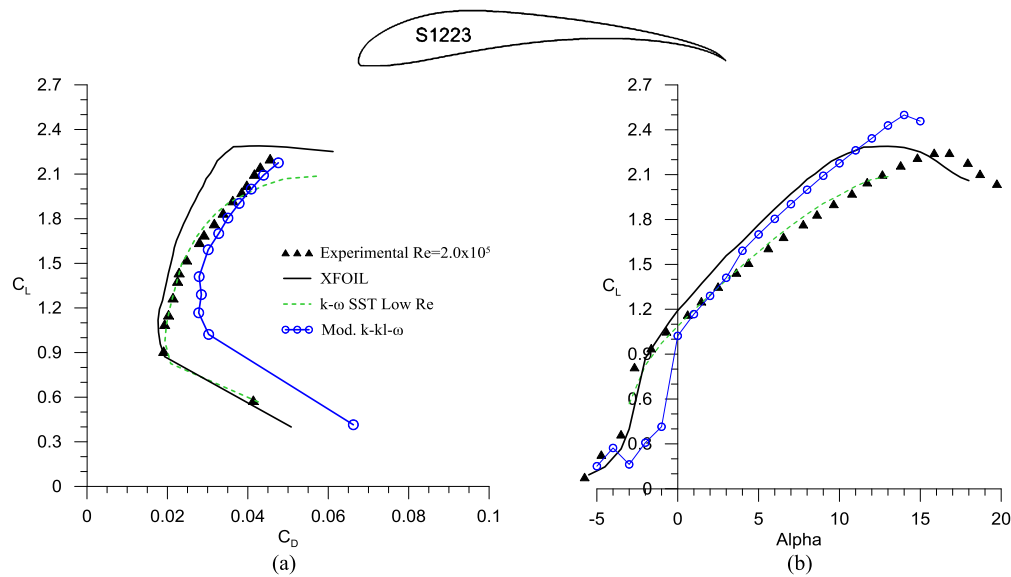 S1223
2.7
2.4
2.1
1.8
1.5
C_L
1.2
0.9
0.6
0.3
0
0 0.02 0.04 0.06 0.08 0.1
C_D
(a)
Experimental Re=2.0x10⁵
XFOIL
k-ω SST Low Re
Mod. k-kl-ω
2.7
2.4
2.1
1.8
1.5
C_L
1.2
0.9
0.6
0.3
0
-5 0 5 10 15 20
Alpha
(b)